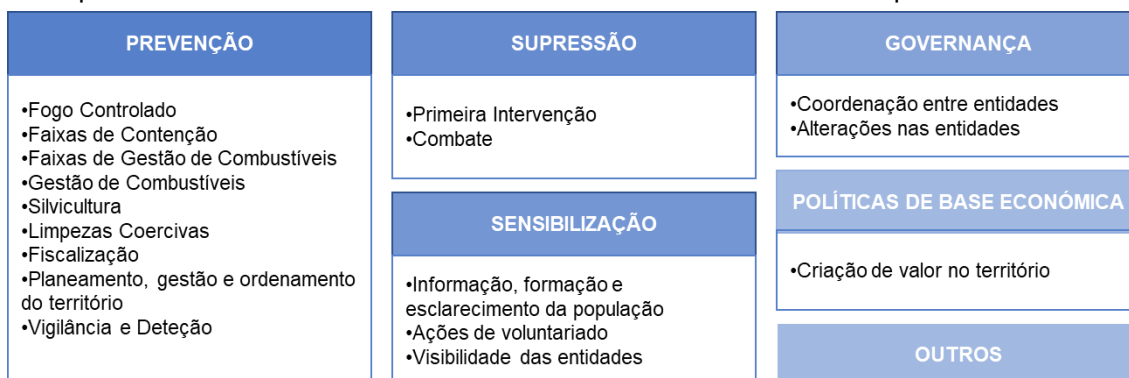 PREVENÇÃO
•Fogo Controlado
•Faixas de Contenção
•Faixas de Gestão de Combustíveis
•Gestão de Combustíveis
•Silvicultura
•Limpezas Coercivas
•Fiscalização
•Planeamento, gestão e ordenamento
do território
•Vigilância e Deteção
SUPRESSÃO
•Primeira Intervenção
•Combate
SENSIBILIZAÇÃO
•Informação, formação e
esclarecimento da população
•Ações de voluntariado
•Visibilidade das entidades
GOVERNANÇA
•Coordenação entre entidades
•Alterações nas entidades
POLÍTICAS DE BASE ECONÓMICA
•Criação de valor no território
OUTROS